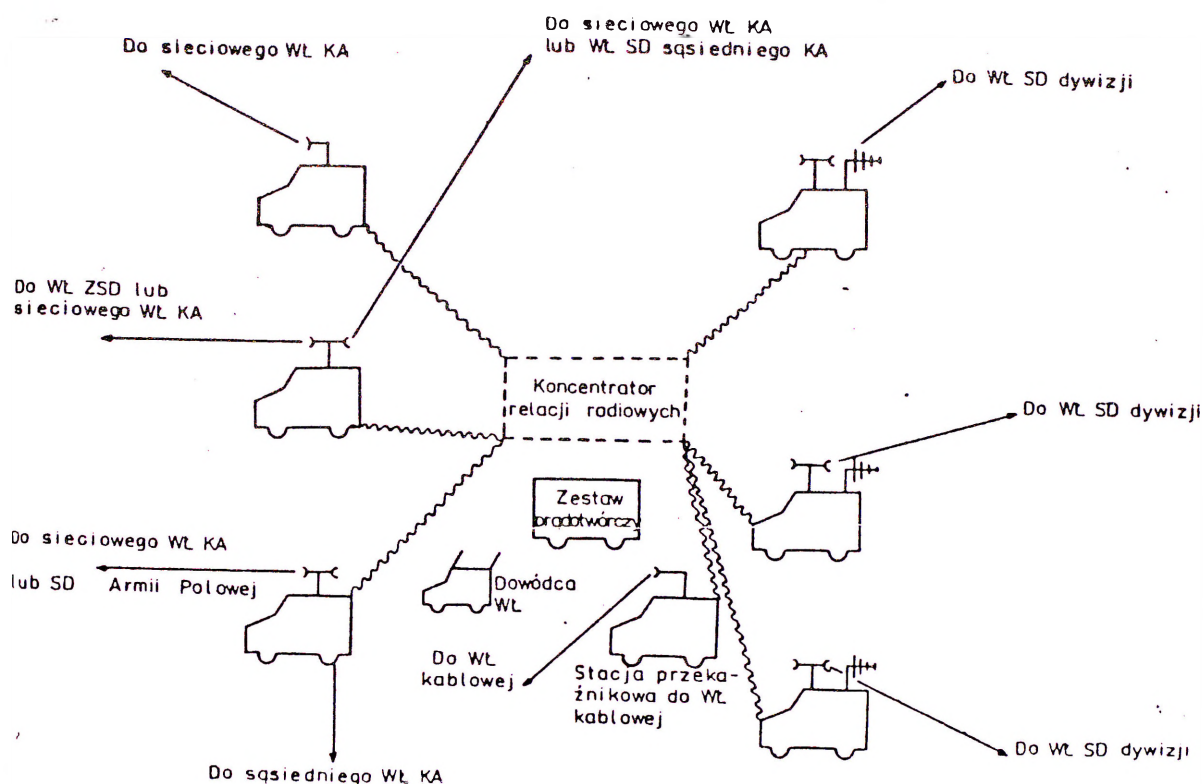 Do sieciowego WŁ KA
Do sieciowego WŁ KA
lub WŁ SD sąsiedniego KA
Do WŁ SD dywizji
Do WŁ ZSD lub
sieciowego WŁ KA
Koncentrator
relacji radiowych
Do WŁ SD dywizji
Zestaw
prądotwórczy
Do sieciowego WŁ KA
lub SD Armii Polowej
Dowódca
WŁ
Do WŁ
kablowej
Stacja przeka-
źnikowa do WŁ
kablowej
Do WŁ SD dywizji
Do sąsiedniego WŁ KA